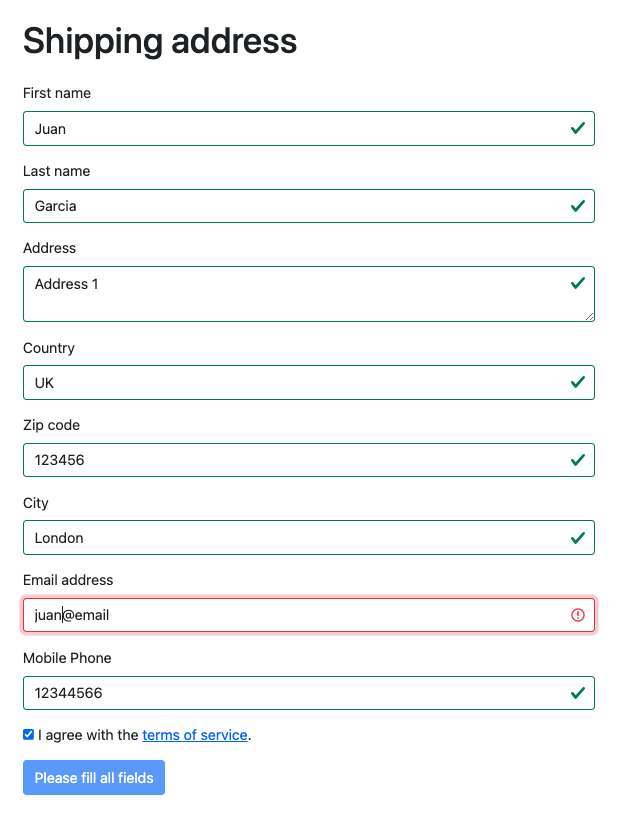 Shipping address
First name
Juan
Last name
Garcia
Address
Address 1
Country
UK
Zip code
123456
City
London
Email address
juan@email
Mobile Phone
12344566
I agree with the terms of service.
Please fill all fields